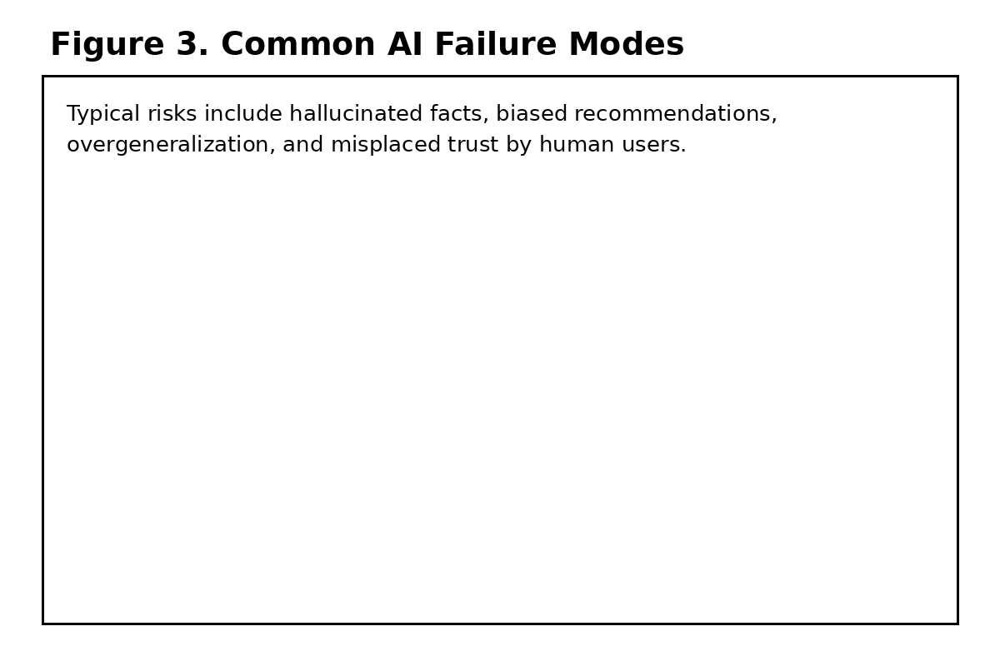 Figure 3. Common AI Failure Modes
Typical risks include hallucinated facts, biased recommendations,
overgeneralization, and misplaced trust by human users.